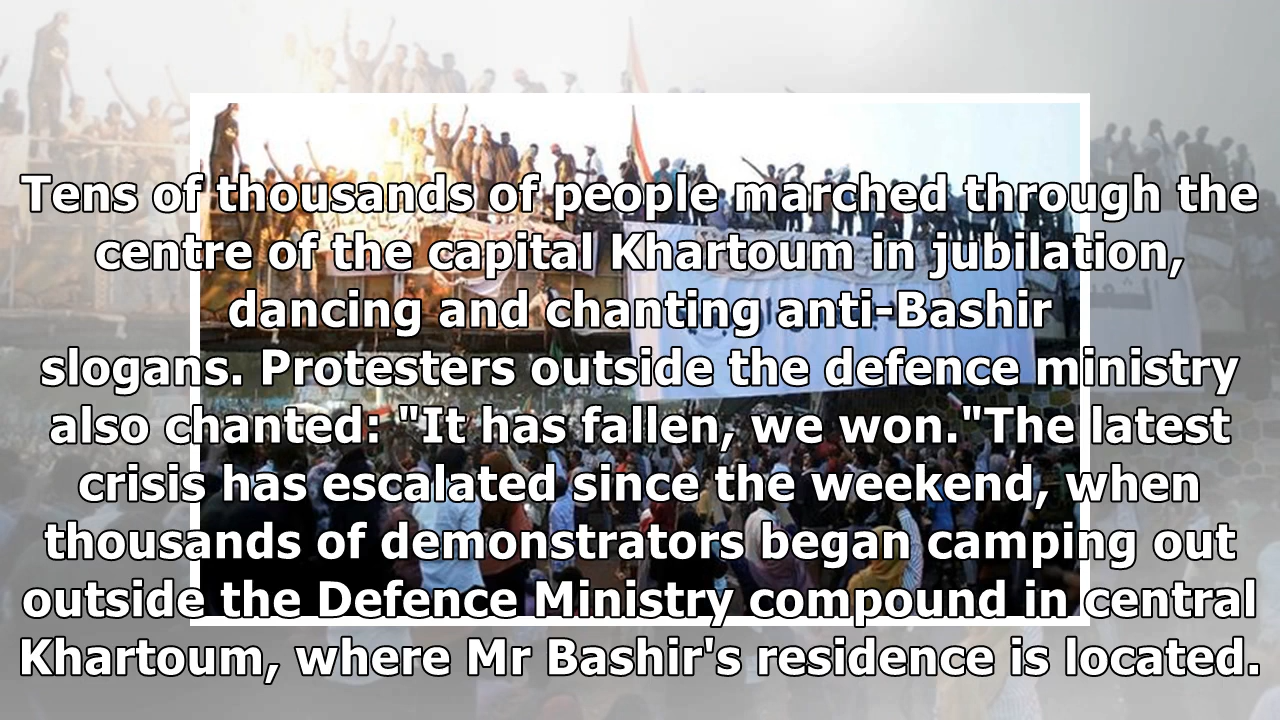 Tens of thousands of people marched through the
centre of the capital Khartoum in jubilation,
dancing and chanting anti-Bashir
slogans. Protesters outside the defence ministry
also chanted: "It has fallen, we won."The latest
crisis has escalated since the weekend, when
thousands of demonstrators began camping out
outside the Defence Ministry compound in central
Khartoum, where Mr Bashir's residence is located.